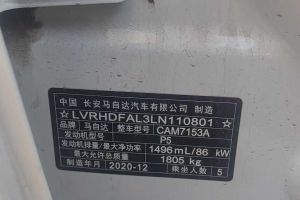 中国 长安马自达汽车有限公司 制造
★LVRHDFAL3LN110801★
品牌 马自达 整车型号 CAM7153A
发动机型号 P5
发动机排量/最大净功率 1496mL/86 kW
最大允许总质量 1805 kg
制造年月 2020-12 乘坐人数 5